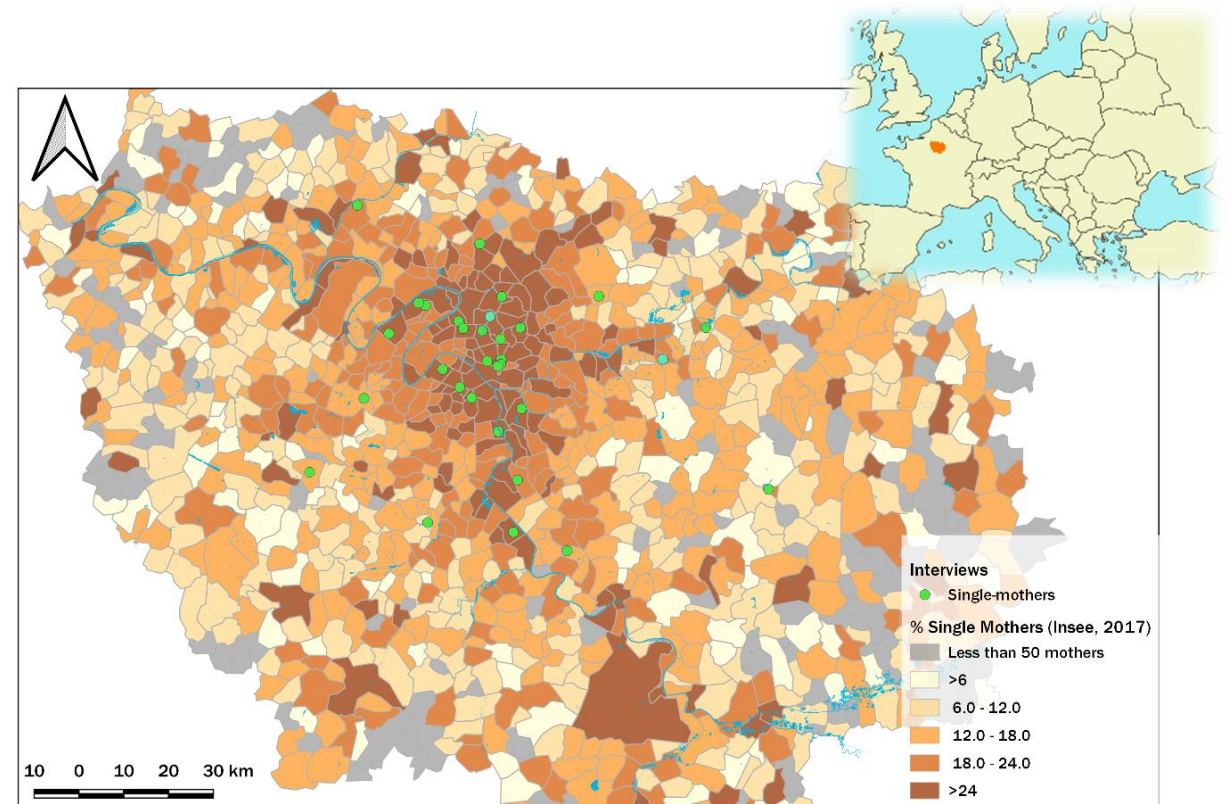 Interviews
Single-mothers
% Single Mothers (Insee, 2017)
Less than 50 mothers
>6
6.0 - 12.0
12.0 - 18.0
18.0 - 24.0
>24
10 0 10 20 30 km